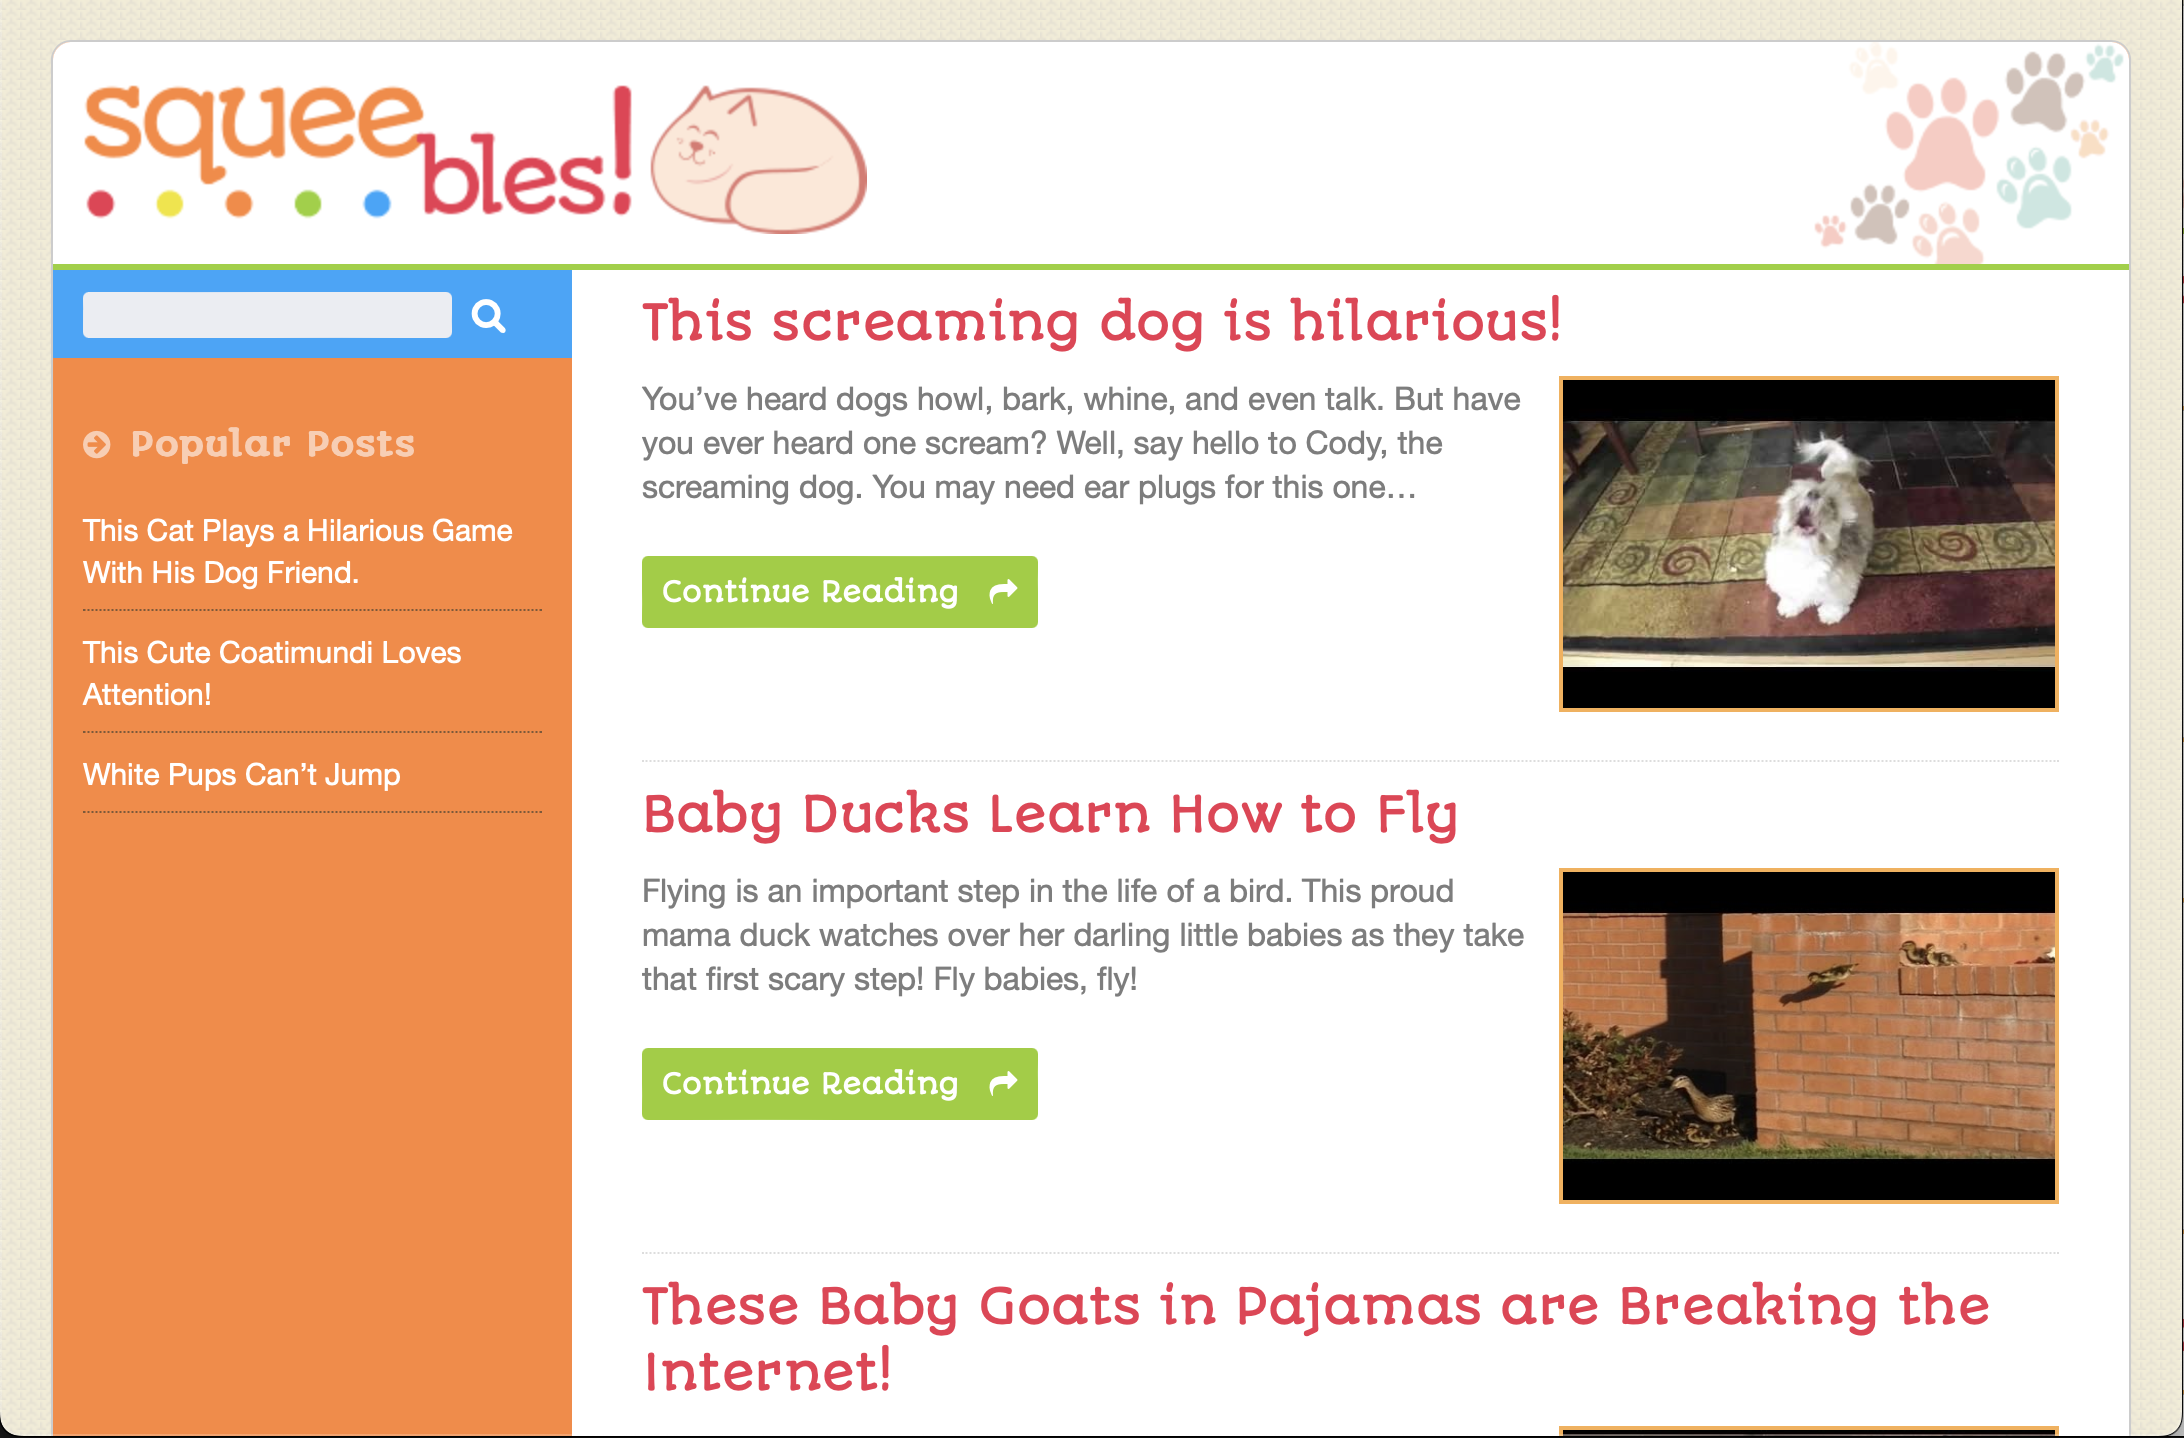 squee
bles!
Popular Posts
This Cat Plays a Hilarious Game
With His Dog Friend.
This Cute Coatimundi Loves
Attention!
White Pups Can’t Jump
This screaming dog is hilarious!
You’ve heard dogs howl, bark, whine, and even talk. But have
you ever heard one scream? Well, say hello to Cody, the
screaming dog. You may need ear plugs for this one…
Continue Reading
Baby Ducks Learn How to Fly
Flying is an important step in the life of a bird. This proud
mama duck watches over her darling little babies as they take
that first scary step! Fly babies, fly!
Continue Reading
These Baby Goats in Pajamas are Breaking the
Internet!